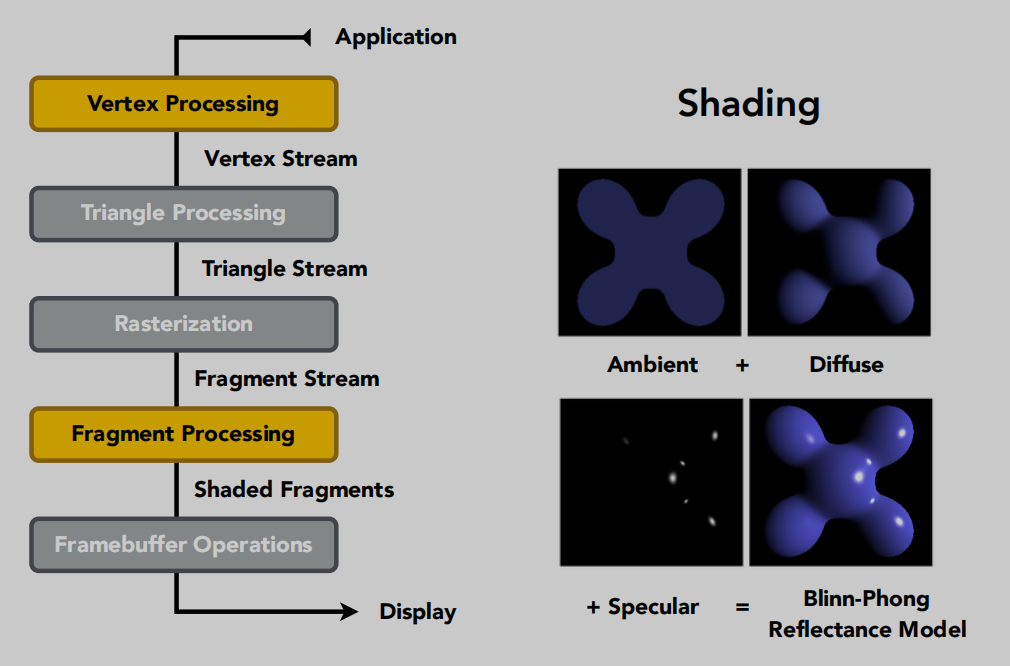 Application
Vertex Processing
Vertex Stream
Triangle Processing
Triangle Stream
Rasterization
Fragment Stream
Fragment Processing
Shaded Fragments
Framebuffer Operations
Display
Shading
Ambient + Diffuse
+ Specular = Blinn-Phong
Reflectance Model